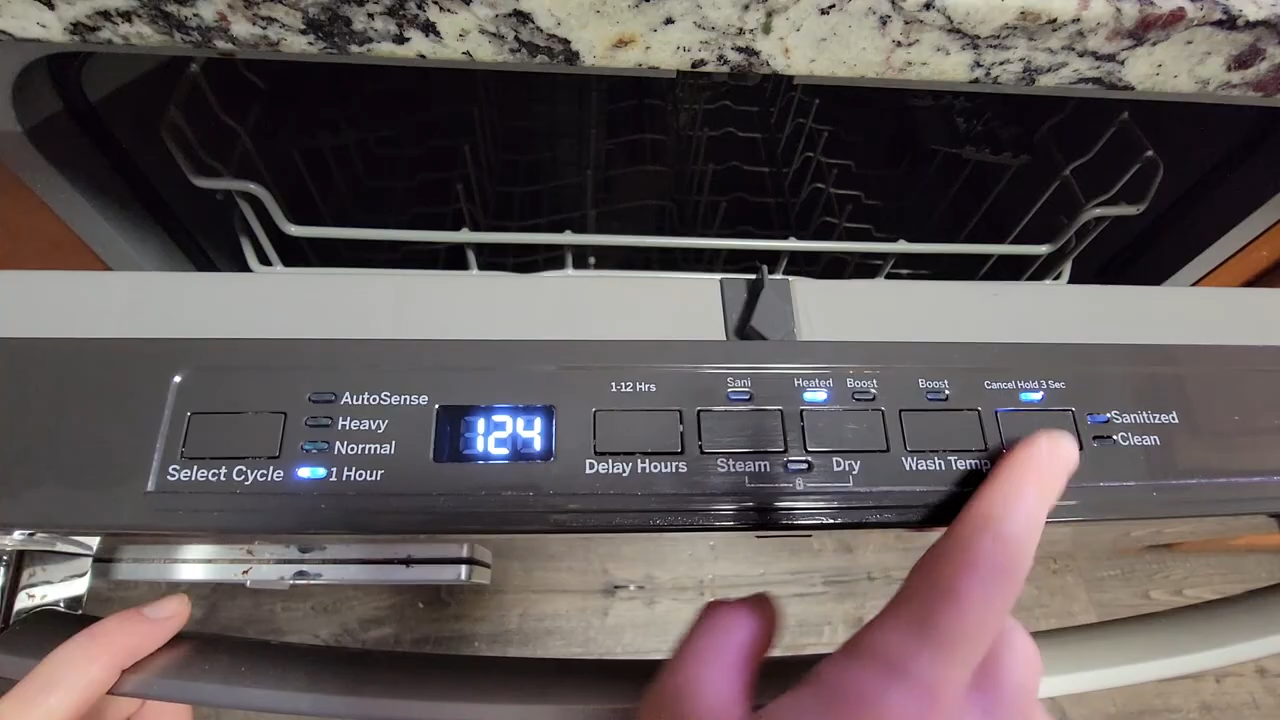 AutoSense
Heavy
Normal
1 Hour
Select Cycle
124
1-12 Hrs
Delay Hours
Sani
Steam
Heated
Boost
Dry
Boost
Wash Temp
Cancel Hold 3 Sec
Sanitized
Clean